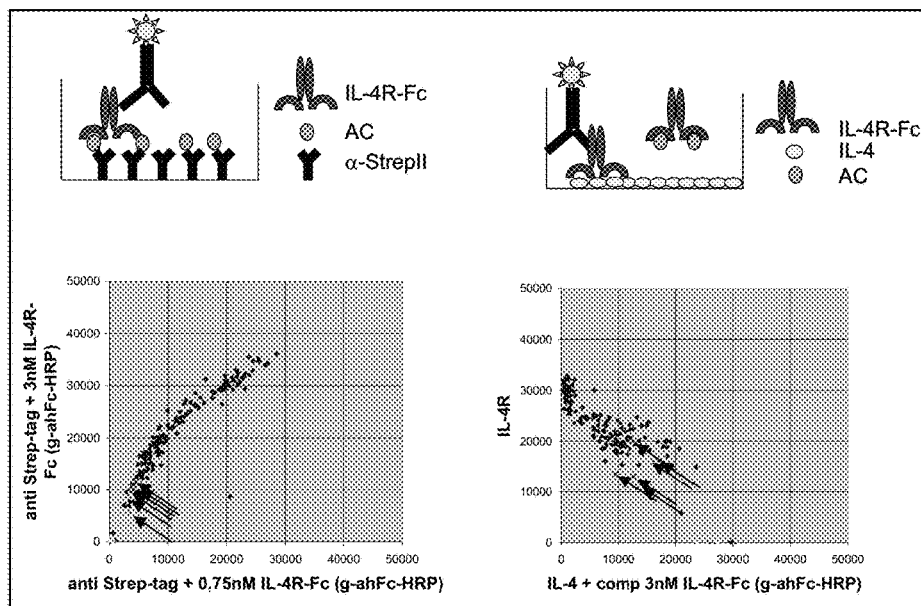 IL-4R-Fc
AC
α-StrepII
IL-4R-Fc
IL-4
AC
anti Strep-tag + 3nM IL-4R-
Fc (g-ahFc-HRP)
50000
40000
30000
20000
10000
0
0 10000 20000 30000 40000 50000
anti Strep-tag + 0,75nM IL-4R-Fc (g-ahFc-HRP)
IL-4R
50000
40000
30000
20000
10000
0
0 10000 20000 30000 40000 50000
IL-4 + comp 3nM IL-4R-Fc (g-ahFc-HRP)